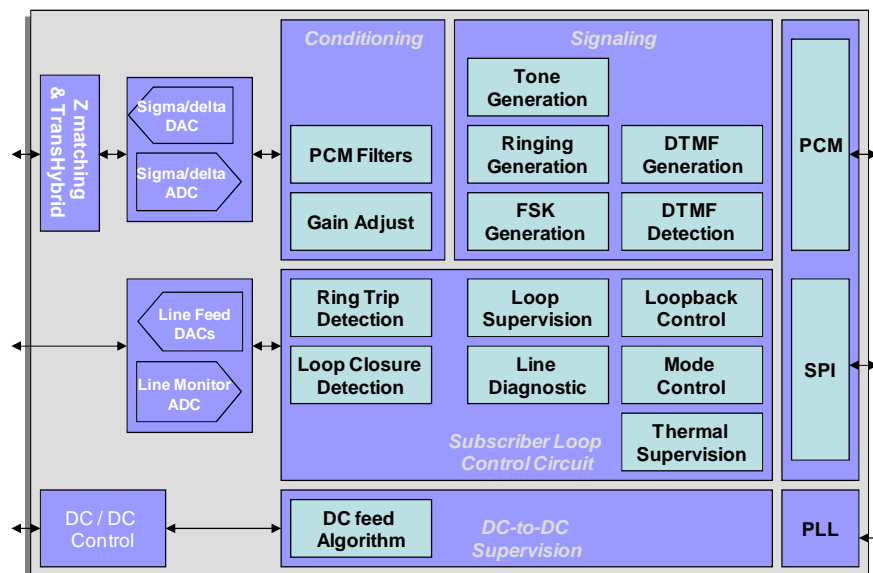 Conditioning
Signaling
Z matching
& TransHybrid
Sigma/delta
DAC
Sigma/delta
ADC
PCM Filters
Gain Adjust
Tone
Generation
Ringing
Generation
FSK
Generation
DTMF
Generation
DTMF
Detection
PCM
Line Feed
DACs
Line Monitor
ADC
Ring Trip
Detection
Loop Closure
Detection
Loop
Supervision
Line
Diagnostic
Loopback
Control
Mode
Control
Thermal
Supervision
Subscriber Loop
Control Circuit
SPI
DC / DC
Control
DC feed
Algorithm
DC-to-DC
Supervision
PLL